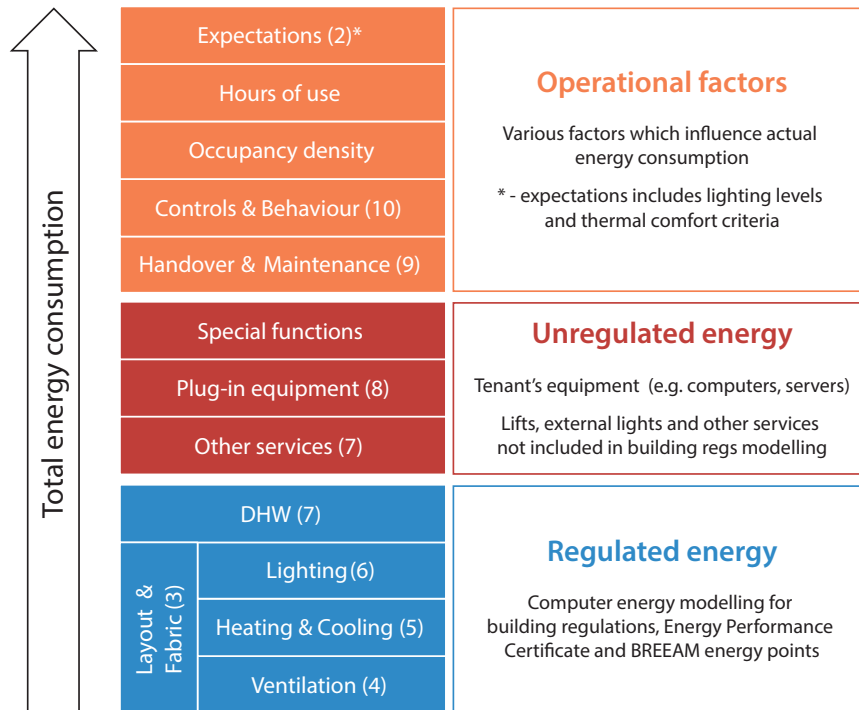 Total energy consumption
Expectations (2)*
Hours of use
Occupancy density
Controls & Behaviour (10)
Handover & Maintenance (9)
Operational factors
Various factors which influence actual
energy consumption
* - expectations includes lighting levels
and thermal comfort criteria
Special functions
Plug-in equipment (8)
Other services (7)
Unregulated energy
Tenant's equipment (e.g. computers, servers)
Lifts, external lights and other services
not included in building regs modelling
DHW (7)
Layout &
Fabric (3)
Lighting (6)
Heating & Cooling (5)
Ventilation (4)
Regulated energy
Computer energy modelling for
building regulations, Energy Performance
Certificate and BREEAM energy points